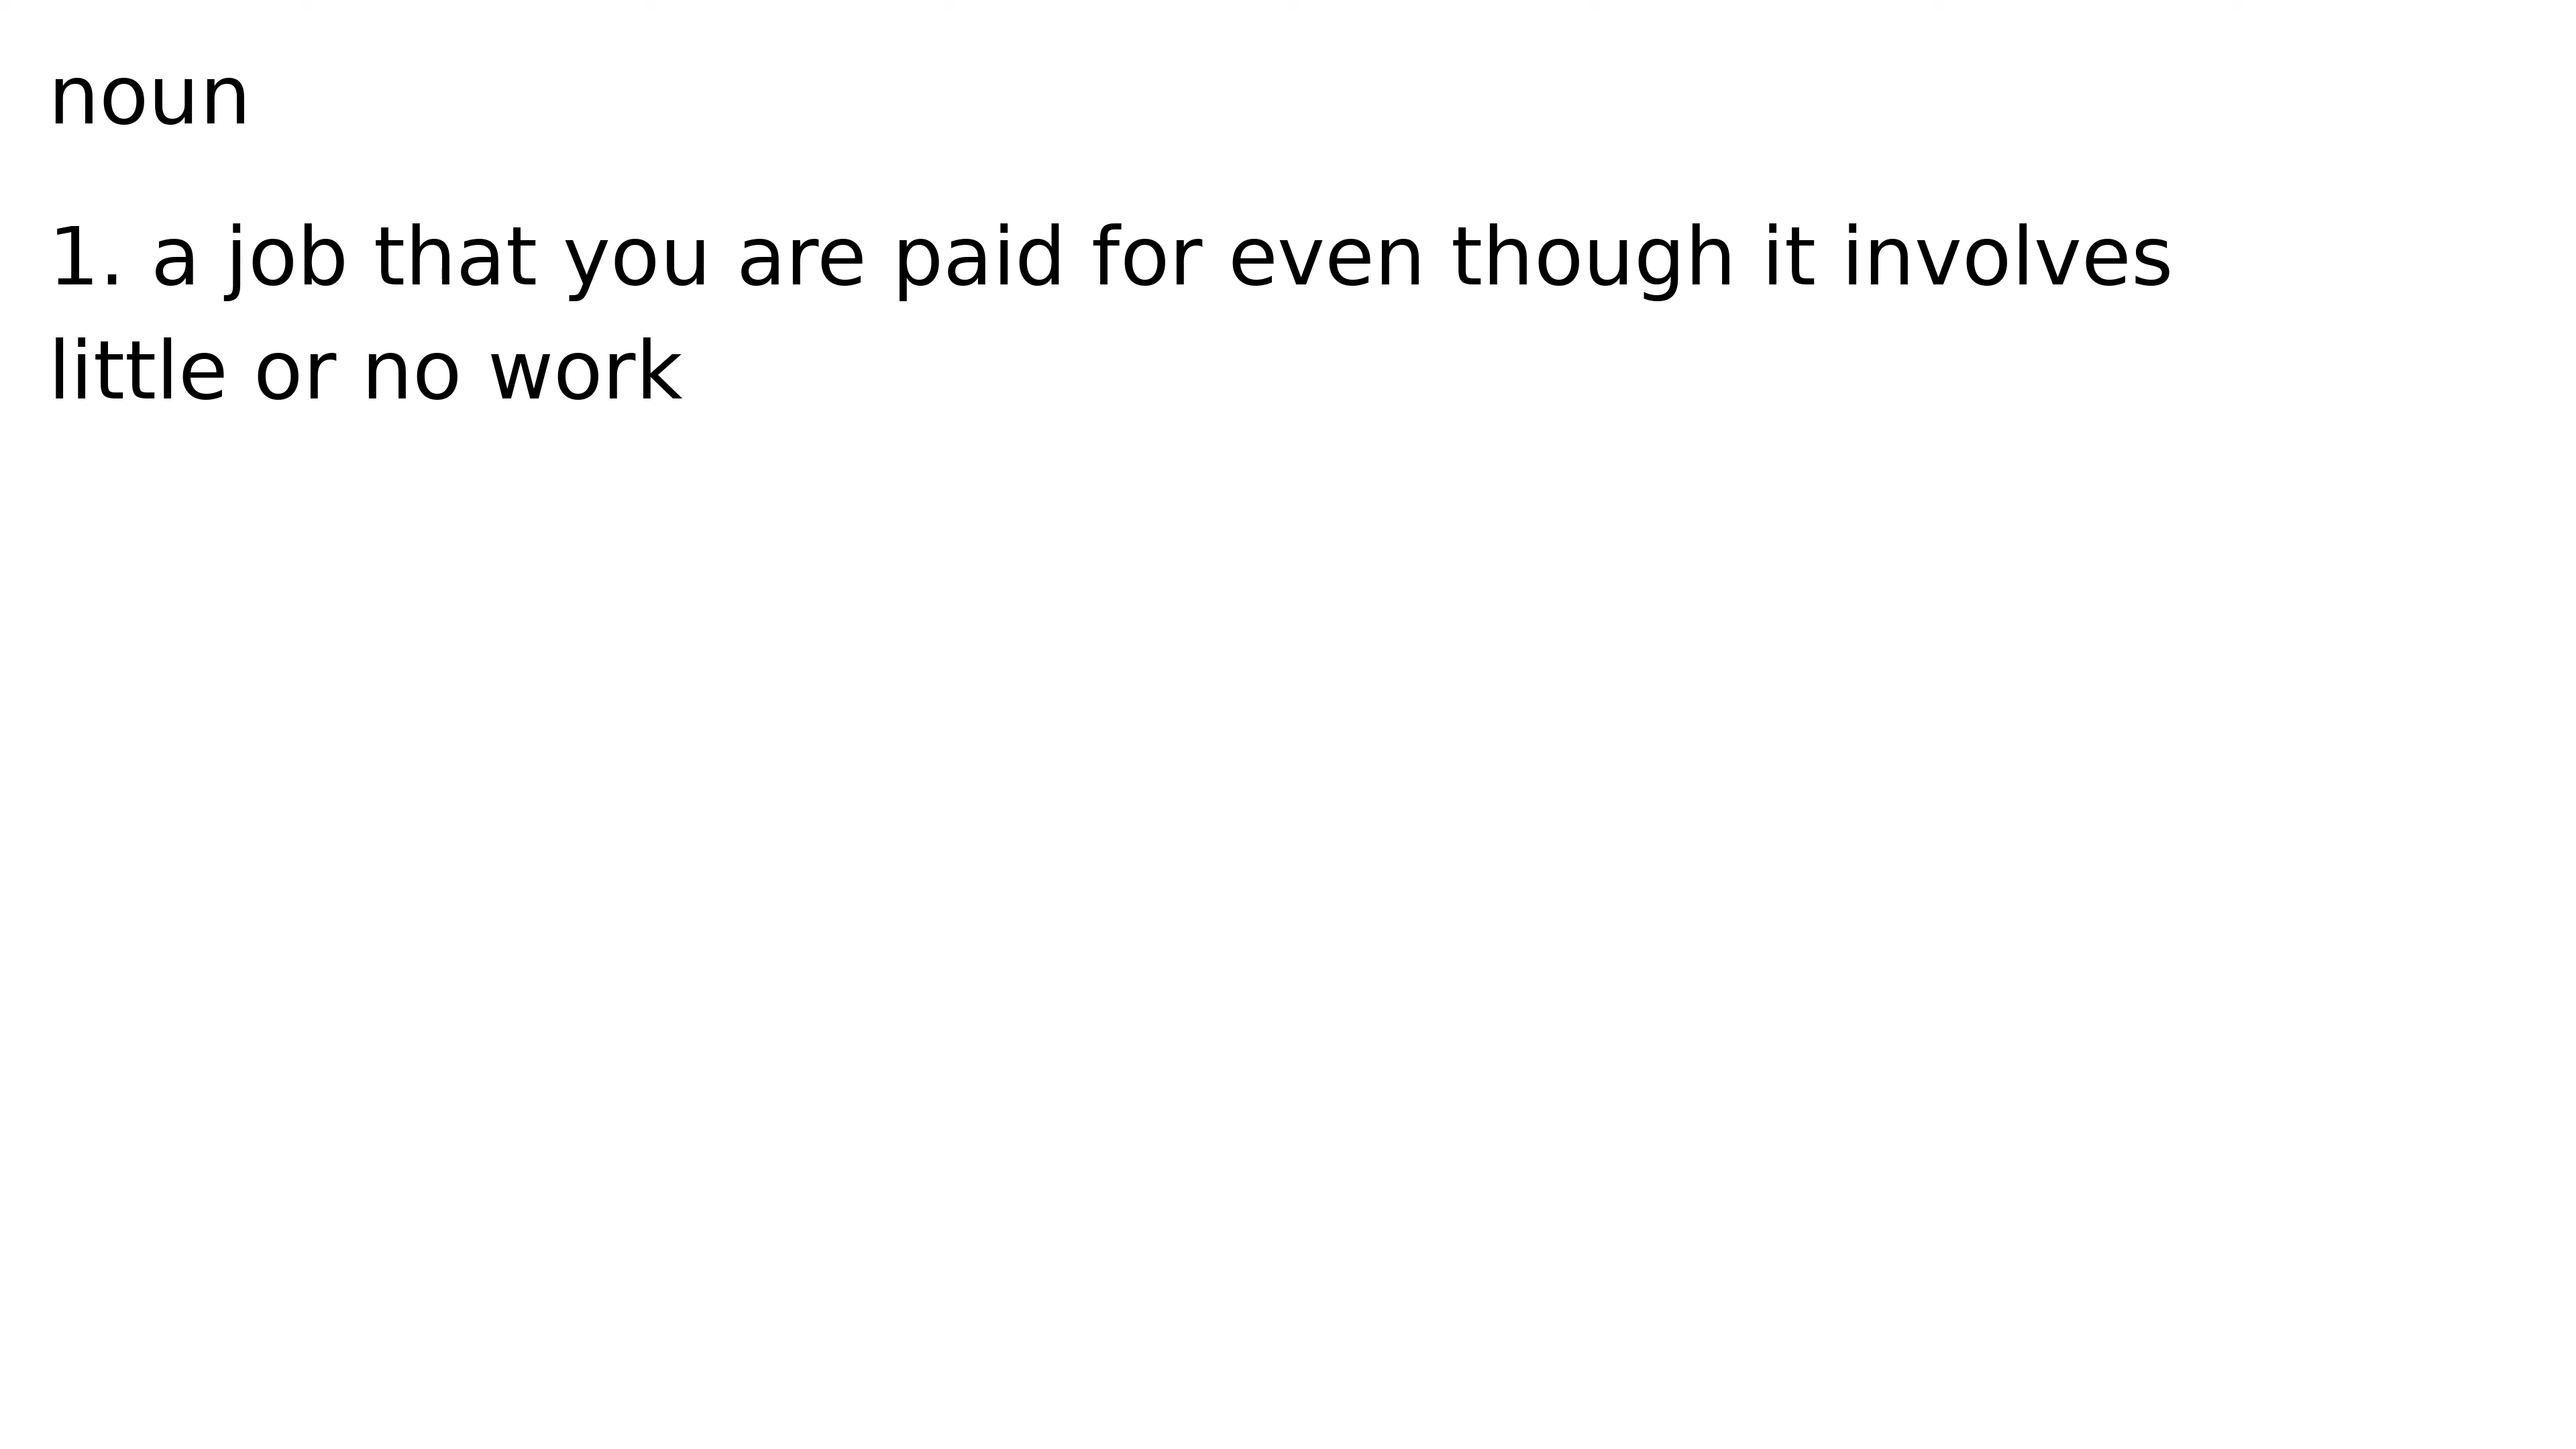 noun
1. a job that you are paid for even though it involves
little or no work